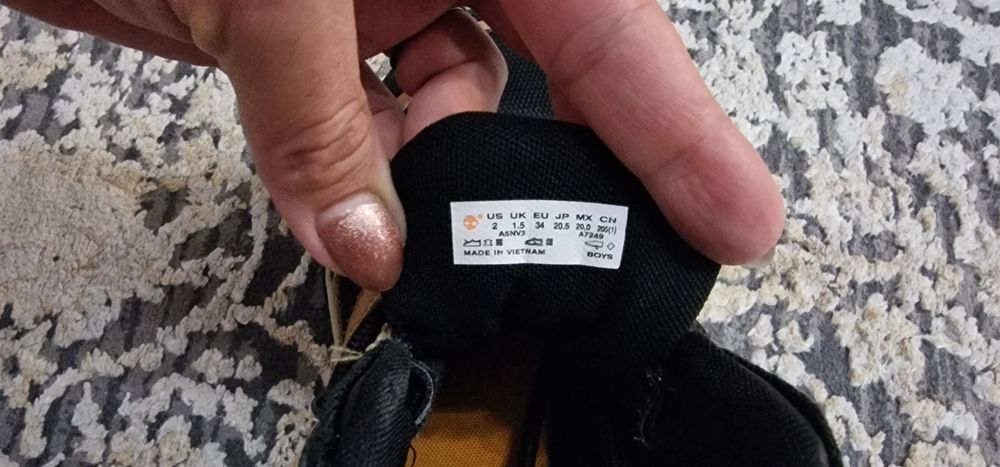 US UK EU JP MX CN
2 1.5 34 20.5 20.0 205(1)
A5NV3 A7249
MADE IN VIETNAM BOYS